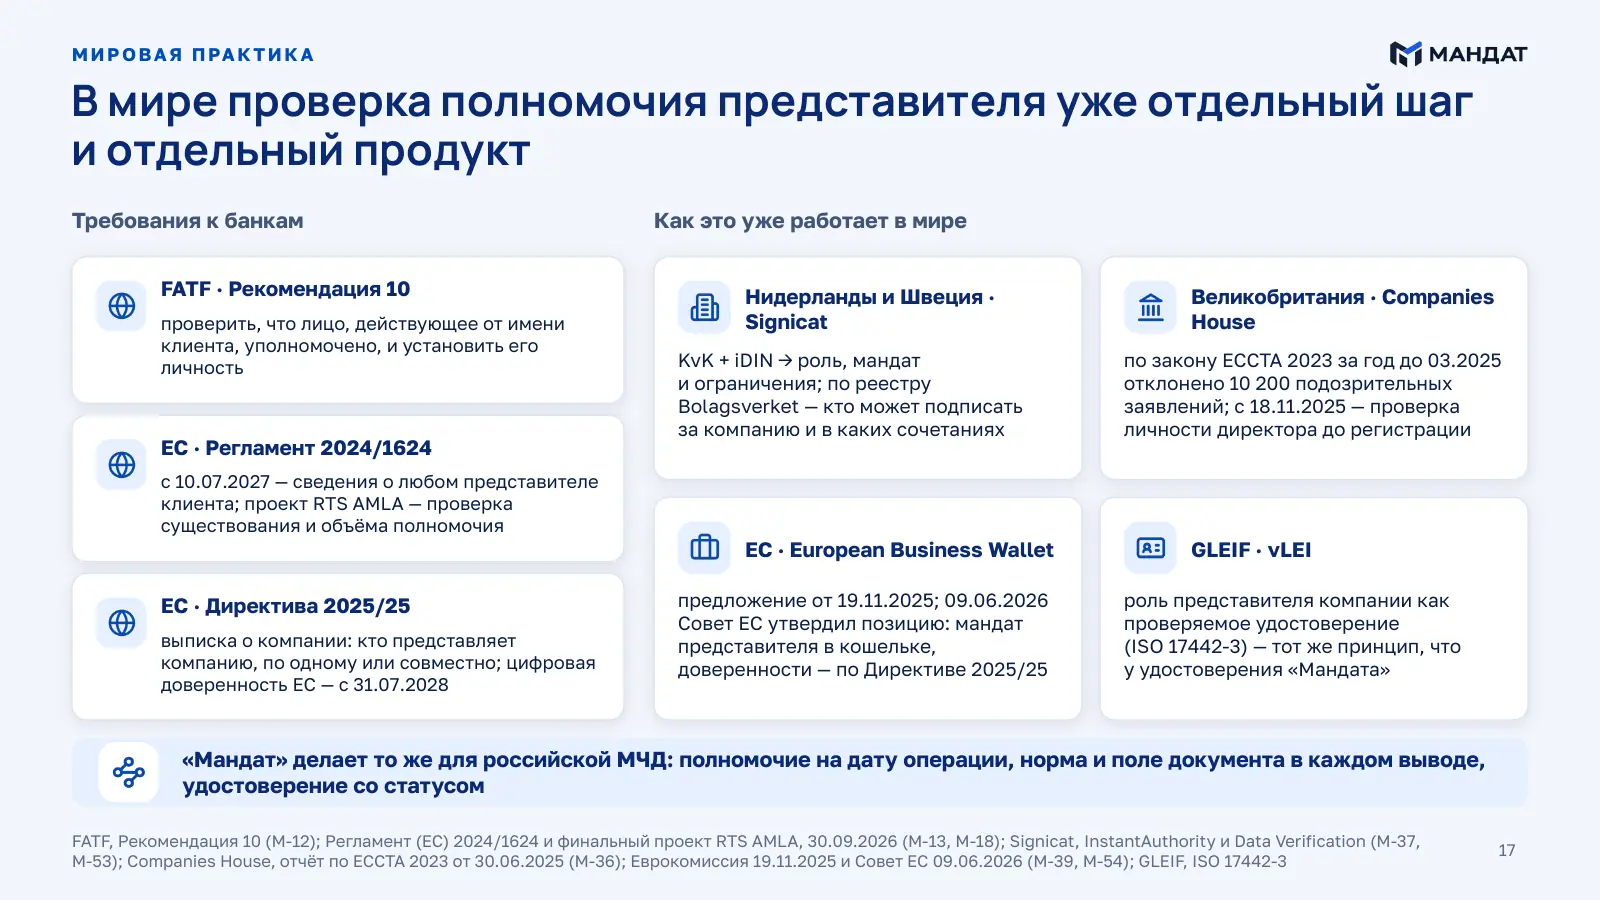 МИРОВАЯ ПРАКТИКА
МАНДАТ
В мире проверка полномочия представителя уже отдельный шаг
и отдельный продукт
Требования к банкам
FATF · Рекомендация 10
проверить, что лицо, действующее от имени
клиента, уполномочено, и установить его
личность
ЕС · Регламент 2024/1624
с 10.07.2027 — сведения о любом представителе
клиента; проект RTS AMLA — проверка
существования и объёма полномочия
ЕС · Директива 2025/25
выписка о компании: кто представляет
компанию, по одному или совместно; цифровая
доверенность ЕС — с 31.07.2028
Как это уже работает в мире
Нидерланды и Швеция ·
Signicat
KvK + iDIN → роль, мандат
и ограничения; по реестру
Bolagsverket — кто может подписать
за компанию и в каких сочетаниях
Великобритания · Companies
House
по закону ECCTA 2023 за год до 03.2025
отклонено 10 200 подозрительных
заявлений; с 18.11.2025 — проверка
личности директора до регистрации
ЕС · European Business Wallet
предложение от 19.11.2025; 09.06.2026
Совет ЕС утвердил позицию: мандат
представителя в кошельке,
доверенности — по Директиве 2025/25
GLEIF · vLEI
роль представителя компании как
проверяемое удостоверение
(ISO 17442-3) — тот же принцип, что
у удостоверения «Мандата»
«Мандат» делает то же для российской МЧД: полномочие на дату операции, норма и поле документа в каждом выводе,
удостоверение со статусом
FATF, Рекомендация 10 (М-12); Регламент (ЕС) 2024/1624 и финальный проект RTS AMLA, 30.09.2026 (М-13, М-18); Signicat, InstantAuthority и Data Verification (М-37,
М-53); Companies House, отчёт по ECCTA 2023 от 30.06.2025 (М-36); Еврокомиссия 19.11.2025 и Совет ЕС 09.06.2026 (М-39, М-54); GLEIF, ISO 17442-3
17